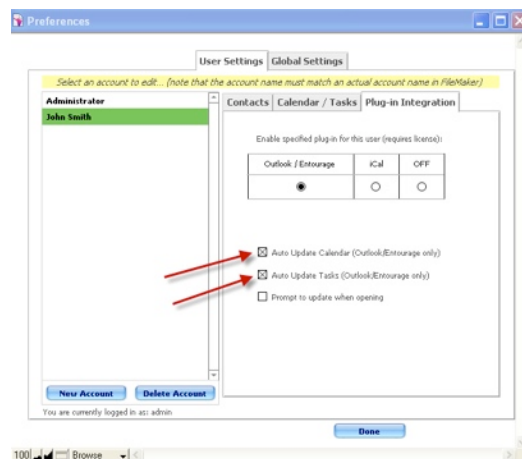 Preferences
User Settings Global Settings
Select an account to edit... (note that the account name must match an actual account name in FileMaker)
Administrator
John Smith
Contacts Calendar / Tasks Plug-in Integration
Enable specified plug-in for this user (requires license):
Outlook / Entourage iCal OFF
Auto Update Calendar (Outlook/Entourage only)
Auto Update Tasks (Outlook/Entourage only)
Prompt to update when opening
New Account Delete Account
You are currently logged in as: admin
Done
100 Browse